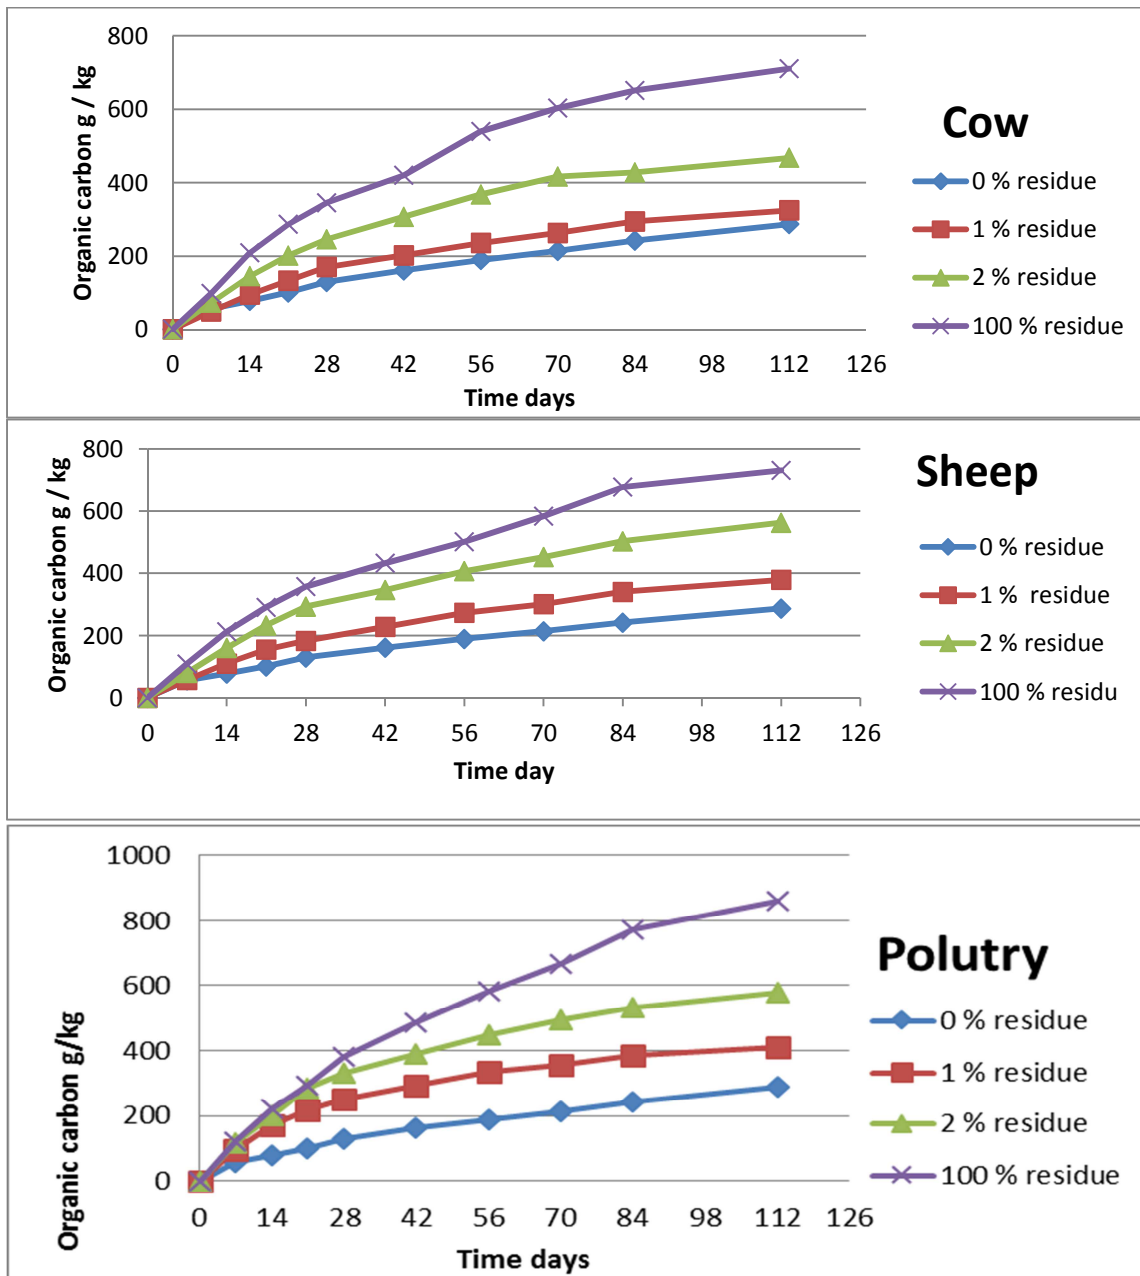 Organic carbon g / kg
800
600
400
200
0
0 14 28 42 56 70 84 98 112 126
Time days
Cow
0 % residue
1 % residue
2 % residue
100 % residue
Organic carbon g / kg
800
600
400
200
0
0 14 28 42 56 70 84 98 112 126
Time day
Sheep
0 % residue
1 %  residue
2 % residue
100 % residu
Organic carbon g/kg
1000
800
600
400
200
0
0 14 28 42 56 70 84 98 112 126
Time days
Polutry
0 % residue
1 % residue
2 % residue
100 % residue